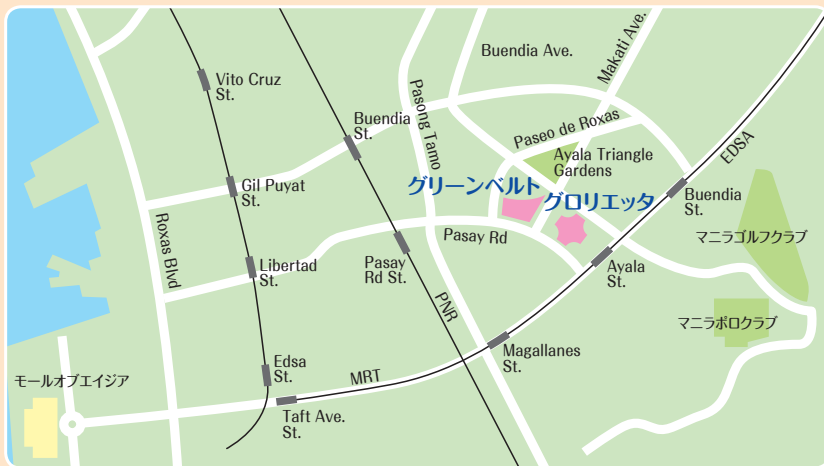 Buendia Ave.
Makati Ave.
Vito Cruz
St.
Pasong Tamo
Buendia
St.
Paseo de Roxas
EDSA
Ayala Triangle
Gardens
グリーンベルト
グロリエッタ
Gil Puyat
St.
Buendia
St.
Roxas Blvd
Pasay Rd
マニラゴルフクラブ
Libertad
St.
Pasay
Rd St.
Ayala
St.
PNR
マニラポロクラブ
Magallanes
St.
Edsa
St.
MRT
モールオブエイジア
Taft Ave.
St.